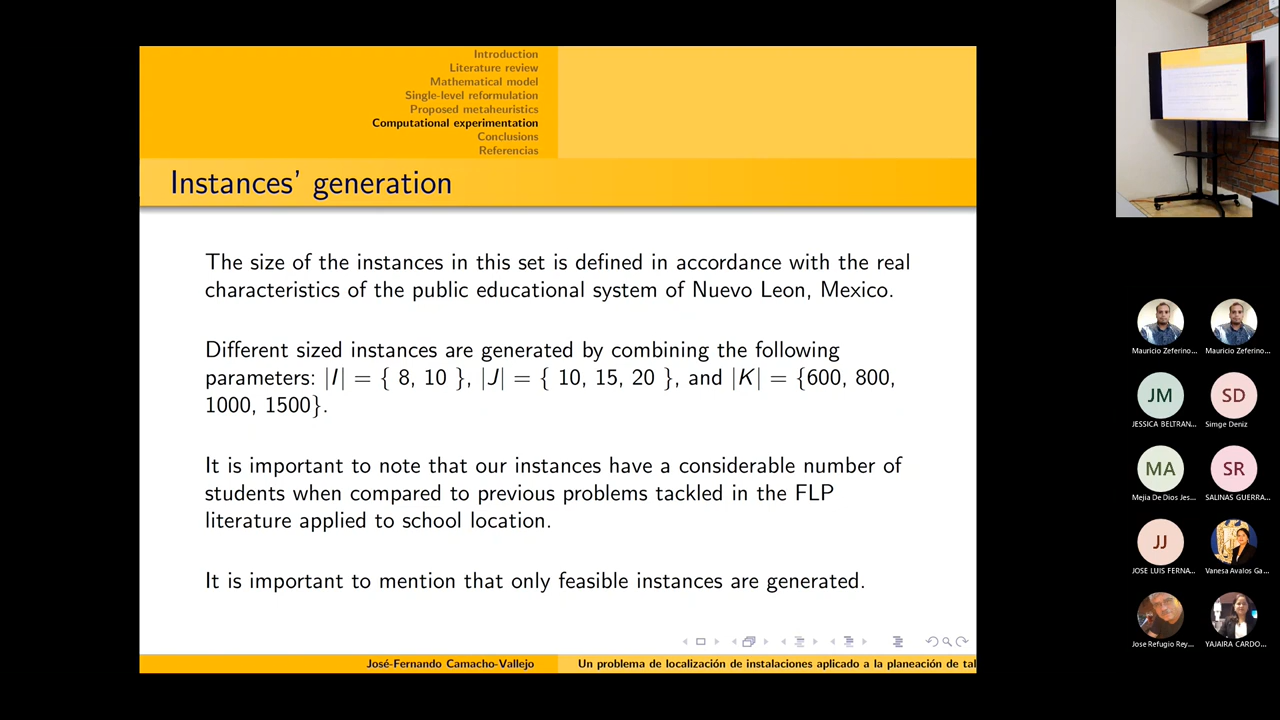 Introduction
Literature review
Mathematical model
Single-level reformulation
Proposed metaheuristics
Computational experimentation
Conclusions
Referencias
Instances’ generation
The size of the instances in this set is defined in accordance with the real
characteristics of the public educational system of Nuevo Leon, Mexico.
Different sized instances are generated by combining the following
parameters: |I| = { 8, 10 }, |J| = { 10, 15, 20 }, and |K| = {600, 800,
1000, 1500}.
It is important to note that our instances have a considerable number of
students when compared to previous problems tackled in the FLP
literature applied to school location.
It is important to mention that only feasible instances are generated.
José-Fernando Camacho-Vallejo
Un problema de localización de instalaciones aplicado a la planeación de tal
Mauricio Zeferino...
Mauricio Zeferino...
JM
SD
JESSICA BELTRAN...
Simge Deniz
MA
SR
Mejia De Dios Jes...
SALINAS GUERRA...
JJ
JOSE LUIS FERNA...
Vanesa Avalos Ga...
Jose Refugio Rey...
YAJAIRA CARDO...